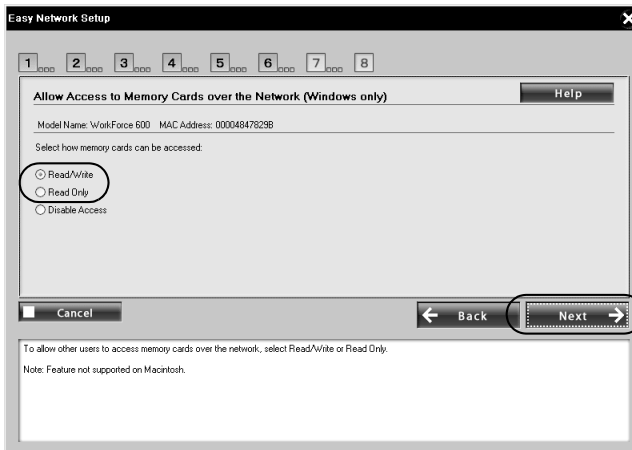 Easy Network Setup
1 2 3 4 5 6 7 8
Allow Access to Memory Cards over the Network (Windows only)
Help
Model Name: WorkForce 600 MAC Address: 00004847829B
Select how memory cards can be accessed:
Read/Write
Read Only
Disable Access
Cancel
Back
Next
To allow other users to access memory cards over the network, select Read/Write or Read Only.
Note: Feature not supported on Macintosh.